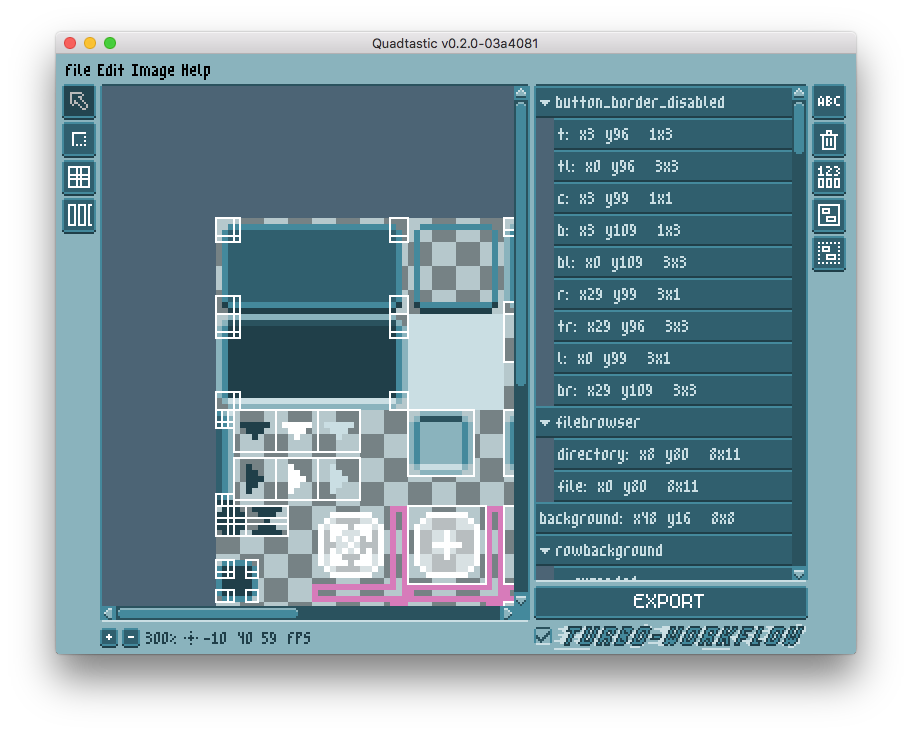 Quadtastic v0.2.0-03a4081
File Edit Image Help
button_border_disabled
t: x3 y96 1x3
tl: x0 y96 3x3
c: x3 y99 1x1
b: x3 y109 1x3
bl: x0 y109 3x3
r: x29 y99 3x1
tr: x29 y96 3x3
l: x0 y99 3x1
br: x29 y109 3x3
filebrowser
directory: x8 y80 8x11
file: x0 y80 8x11
background: x48 y16 8x8
rowbackground
ABC
123
000
EXPORT
300% -10 40 59 FPS
TURBO-WORKFLOW